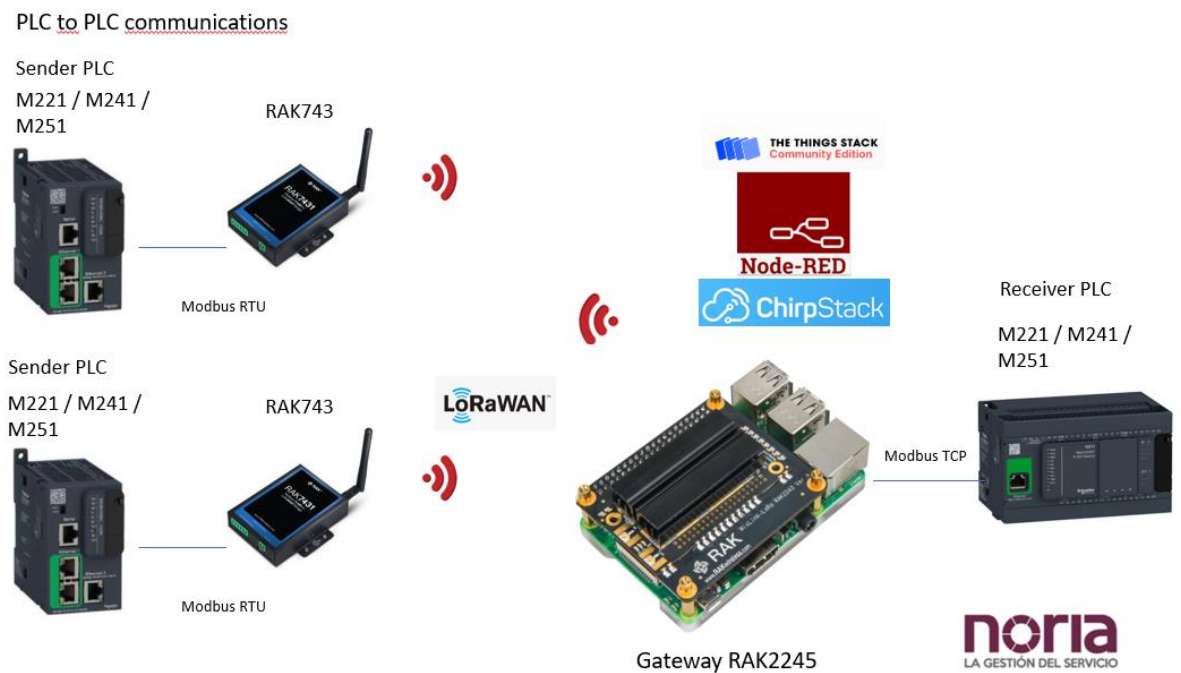 PLC to PLC communications
Sender PLC
M221 / M241 /
M251
RAK743
RAK7431
Modbus RTU
Sender PLC
M221 / M241 /
M251
RAK743
RAK7431
Modbus RTU
LoRaWAN
THE THINGS STACK
Community Edition
Node-RED
ChirpStack
RAK
Gateway RAK2245
Modbus TCP
Receiver PLC
M221 / M241 /
M251
noria
LA GESTIÓN DEL SERVICIO